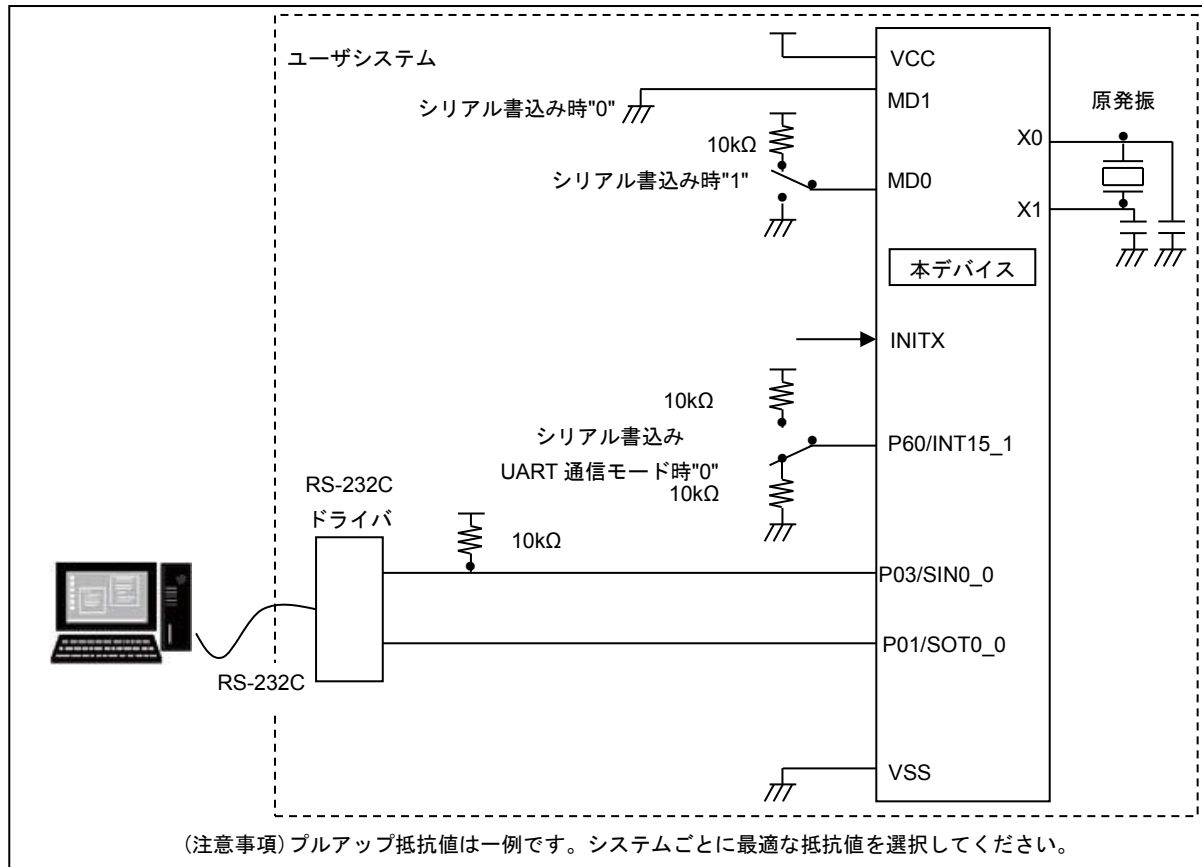 ユーザシステム
VCC
シリアル書込み時"0"
MD1
原発振
10kΩ
X0
シリアル書込み時"1"
MD0
X1
本デバイス
INITX
10kΩ
シリアル書込み
P60/INT15_1
UART 通信モード時"0"
10kΩ
RS-232C
ドライバ
10kΩ
P03/SIN0_0
P01/SOT0_0
RS-232C
VSS
(注意事項) プルアップ抵抗値は一例です。システムごとに最適な抵抗値を選択してください。